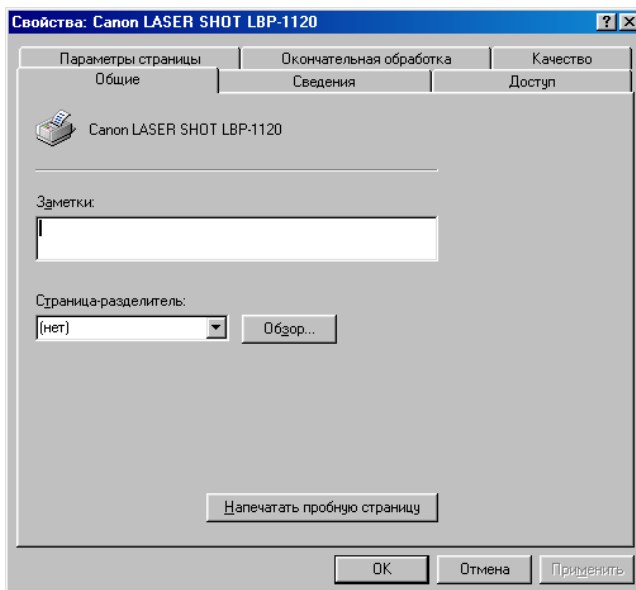 Свойства: Canon LASER SHOT LBP-1120
Параметры страницы Окончательная обработка Качество
Общие Сведения Доступ
Canon LASER SHOT LBP-1120
Заметки:
Страница-разделитель:
(нет) Обзор...
Напечатать пробную страницу
OK Отмена Применить